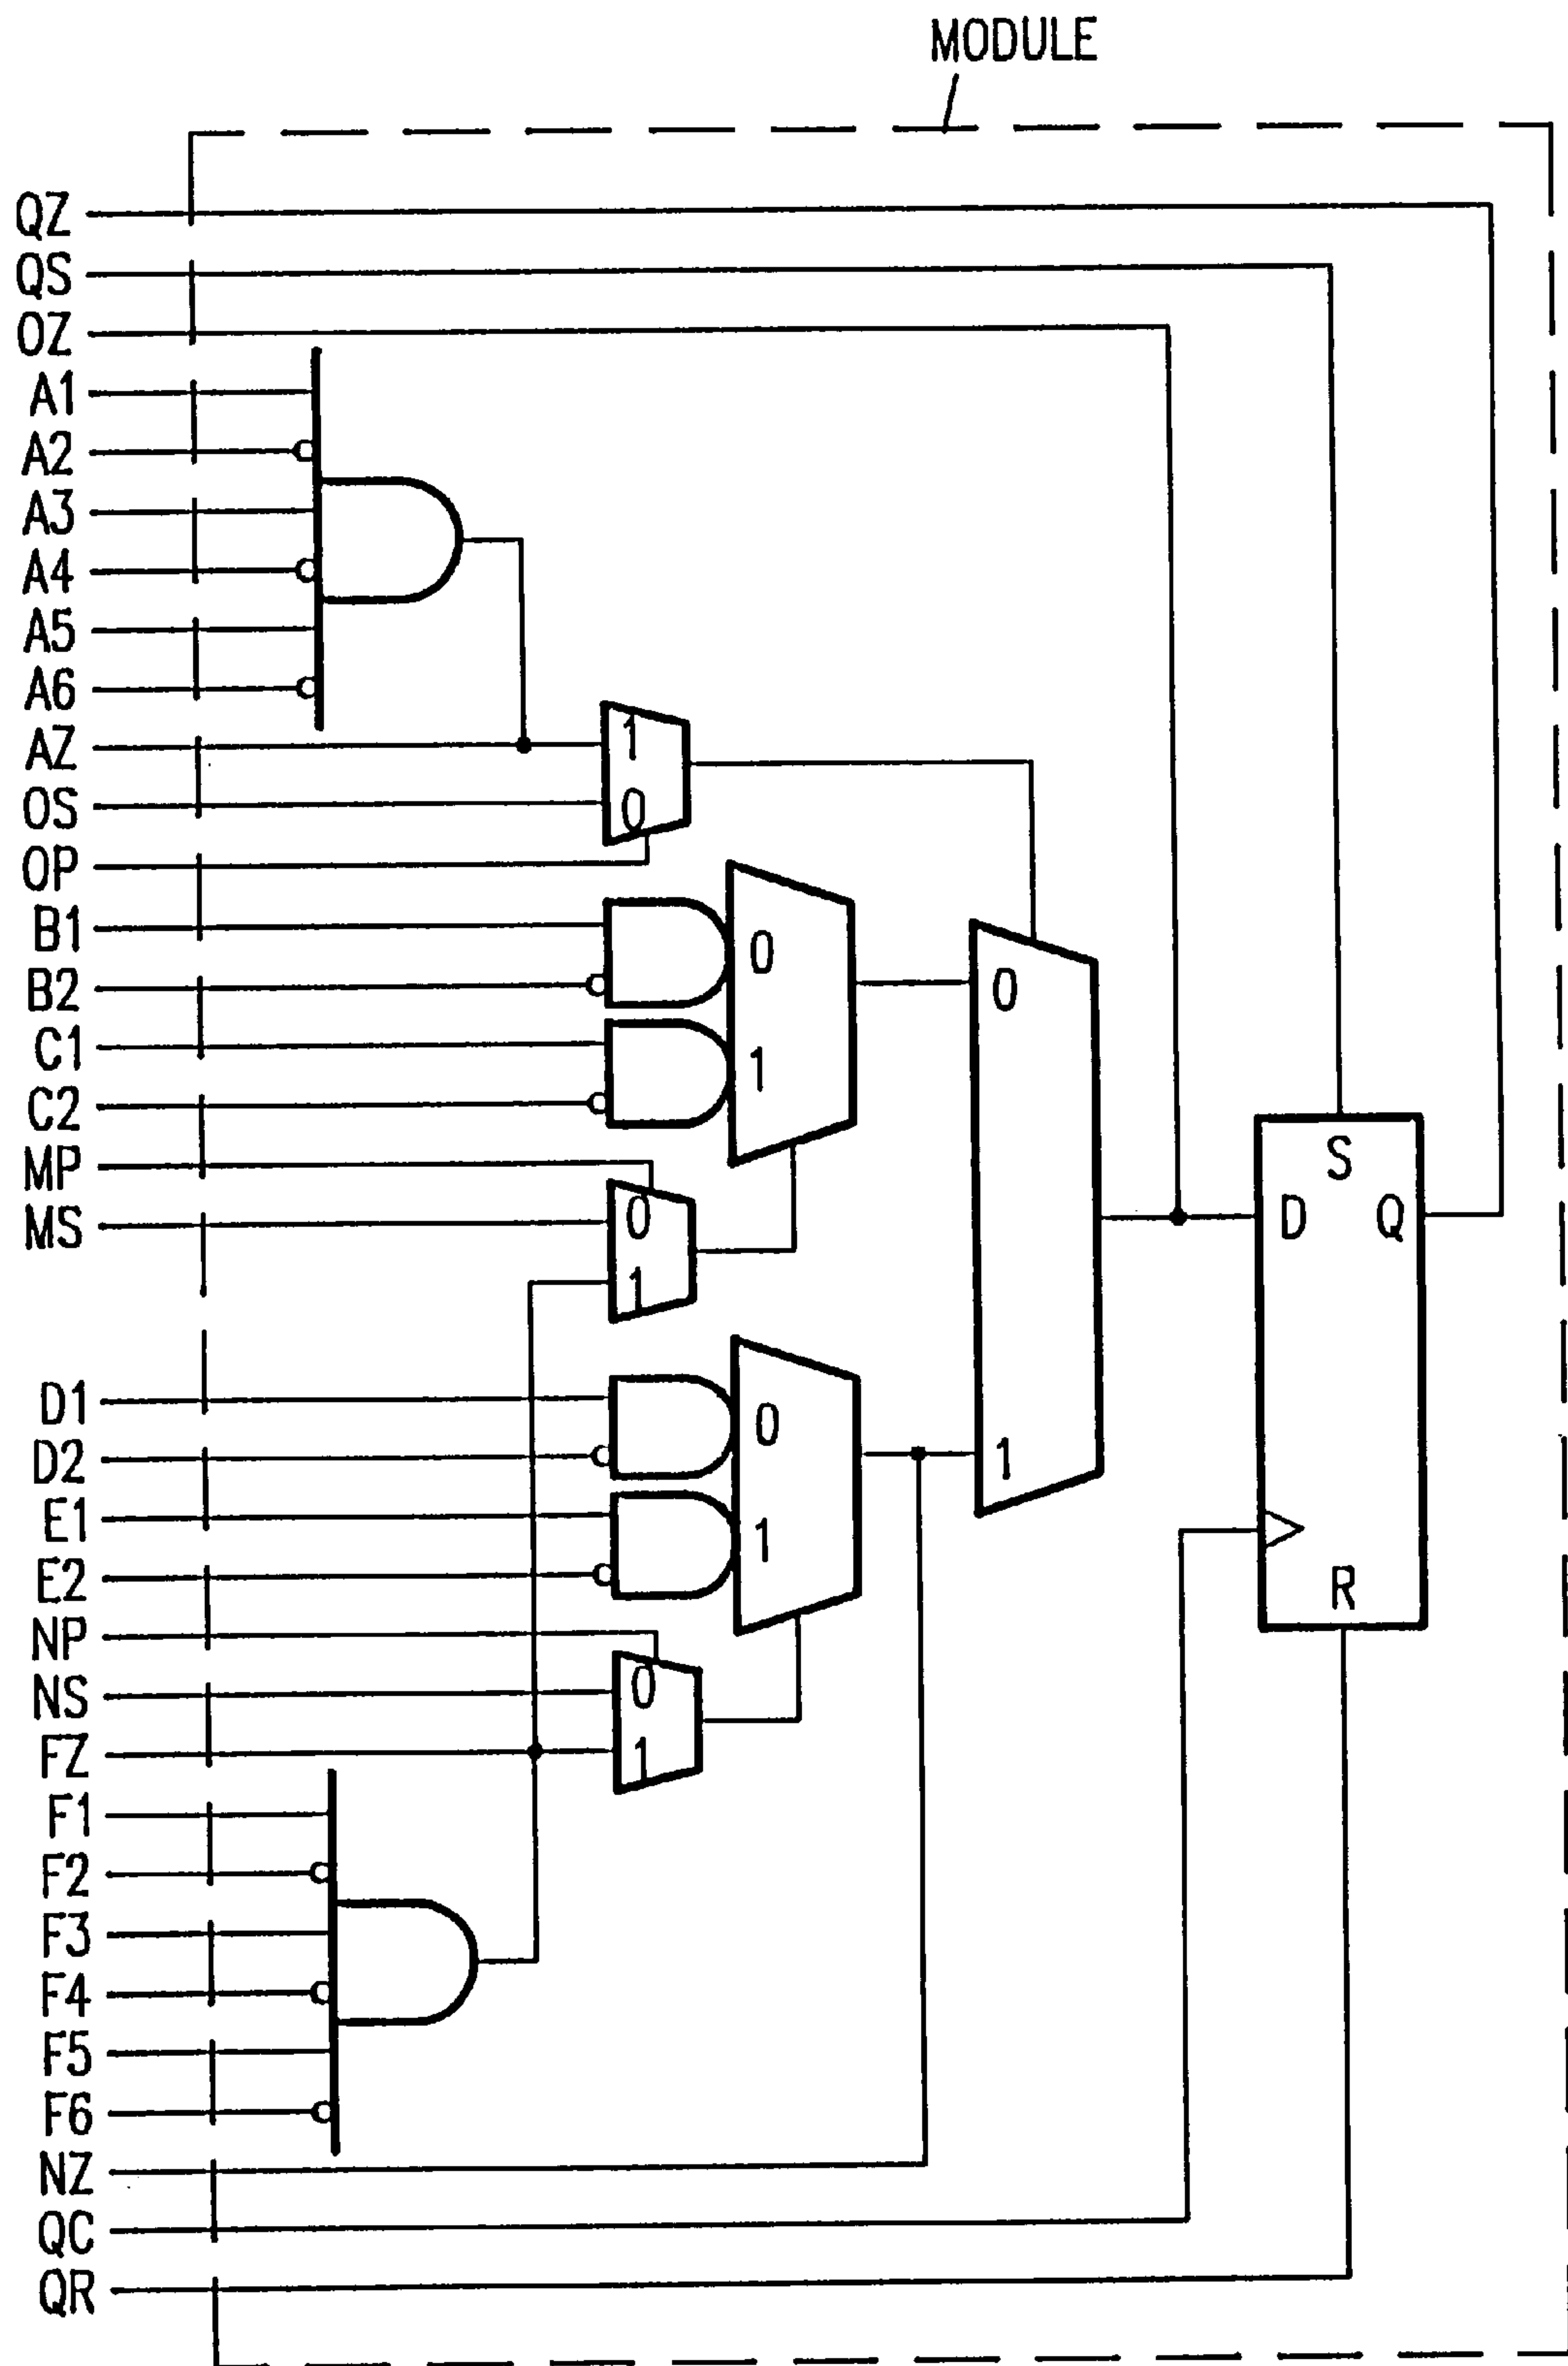 MODULE
QZ
QS
OZ
A1
A2
A3
A4
A5
A6
AZ
1
OS
0
OP
B1
0
B2
0
C1
1
C2
MP
S
MS
0
D
Q
1
D1
0
D2
1
E1
1
E2
R
NP
NS
0
FZ
1
F1
F2
F3
F4
F5
F6
NZ
QC
QR